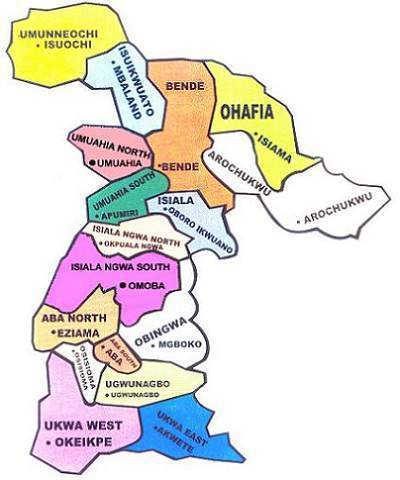 UMUNNEOCHI
• ISUOCHI
ISUIKWUATO
• MBALAND
BENDE
• BENDE
OHAFIA
• ISIAMA
AROCHUKWU
• AROCHUKWU
UMUAHIA NORTH
• UMUAHIA
UMUAHIA SOUTH
• APUMIRI
ISIALA
• OBORO IKWUANO
ISIALA NGWA NORTH
• OKPUALA NGWA
ISIALA NGWA SOUTH
• OMOBA
ABA NORTH
• EZIAMA
OBINGWA
• MGBOKO
OSISIOMA
• OSISIOMA
ABA SOUTH
• ABA
UGWUNAGBO
• UGWUNAGBO
UKWA WEST
• OKEIKPE
UKWA EAST
• AKWETE